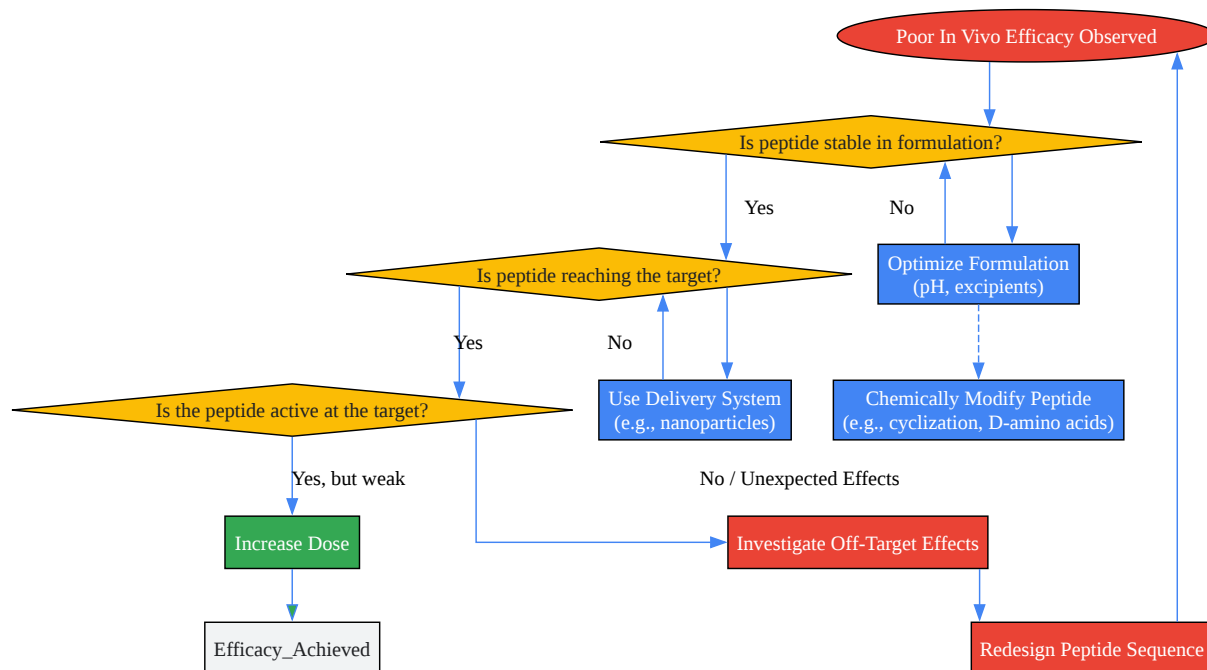 Poor In Vivo Efficacy Observed
Is peptide stable in formulation?
Yes
No
Is peptide reaching the target?
Optimize Formulation
(pH, excipients)
Yes
No
Is the peptide active at the target?
Use Delivery System
(e.g., nanoparticles)
Chemically Modify Peptide
(e.g., cyclization, D-amino acids)
Yes, but weak
No / Unexpected Effects
Increase Dose
Investigate Off-Target Effects
Efficacy_Achieved
Redesign Peptide Sequence